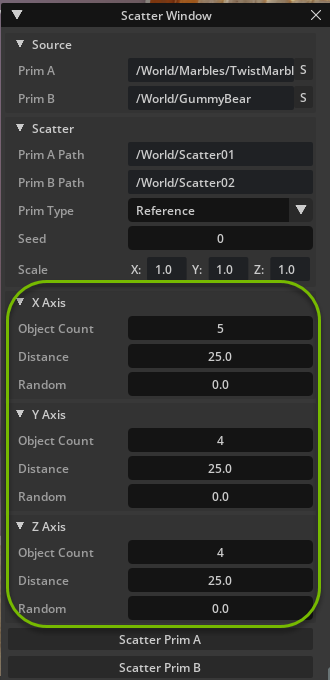 Scatter Window
Source
Prim A /World/Marbles/TwistMarbl S
Prim B /World/GummyBear S
Scatter
Prim A Path /World/Scatter01
Prim B Path /World/Scatter02
Prim Type Reference
Seed 0
Scale X: 1.0 Y: 1.0 Z: 1.0
X Axis
Object Count 5
Distance 25.0
Random 0.0
Y Axis
Object Count 4
Distance 25.0
Random 0.0
Z Axis
Object Count 4
Distance 25.0
Random 0.0
Scatter Prim A
Scatter Prim B